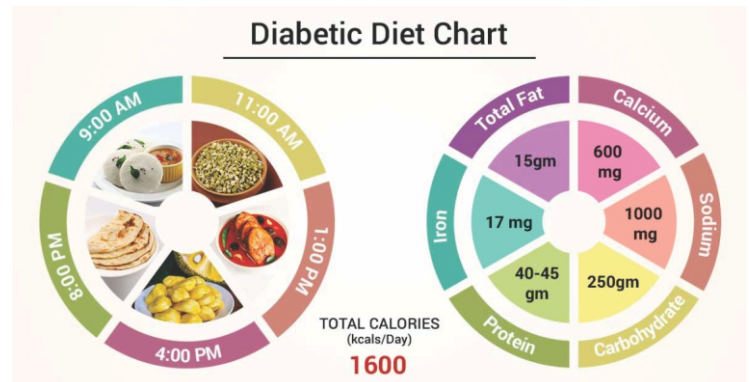 Diabetic Diet Chart
9:00 AM
11:00 AM
1:00 PM
4:00 PM
8:00 PM
TOTAL CALORIES
(kcals/Day)
1600
Total Fat
15gm
Calcium
600
mg
Sodium
1000
mg
Carbohydrate
250gm
Protein
40-45
gm
Iron
17 mg